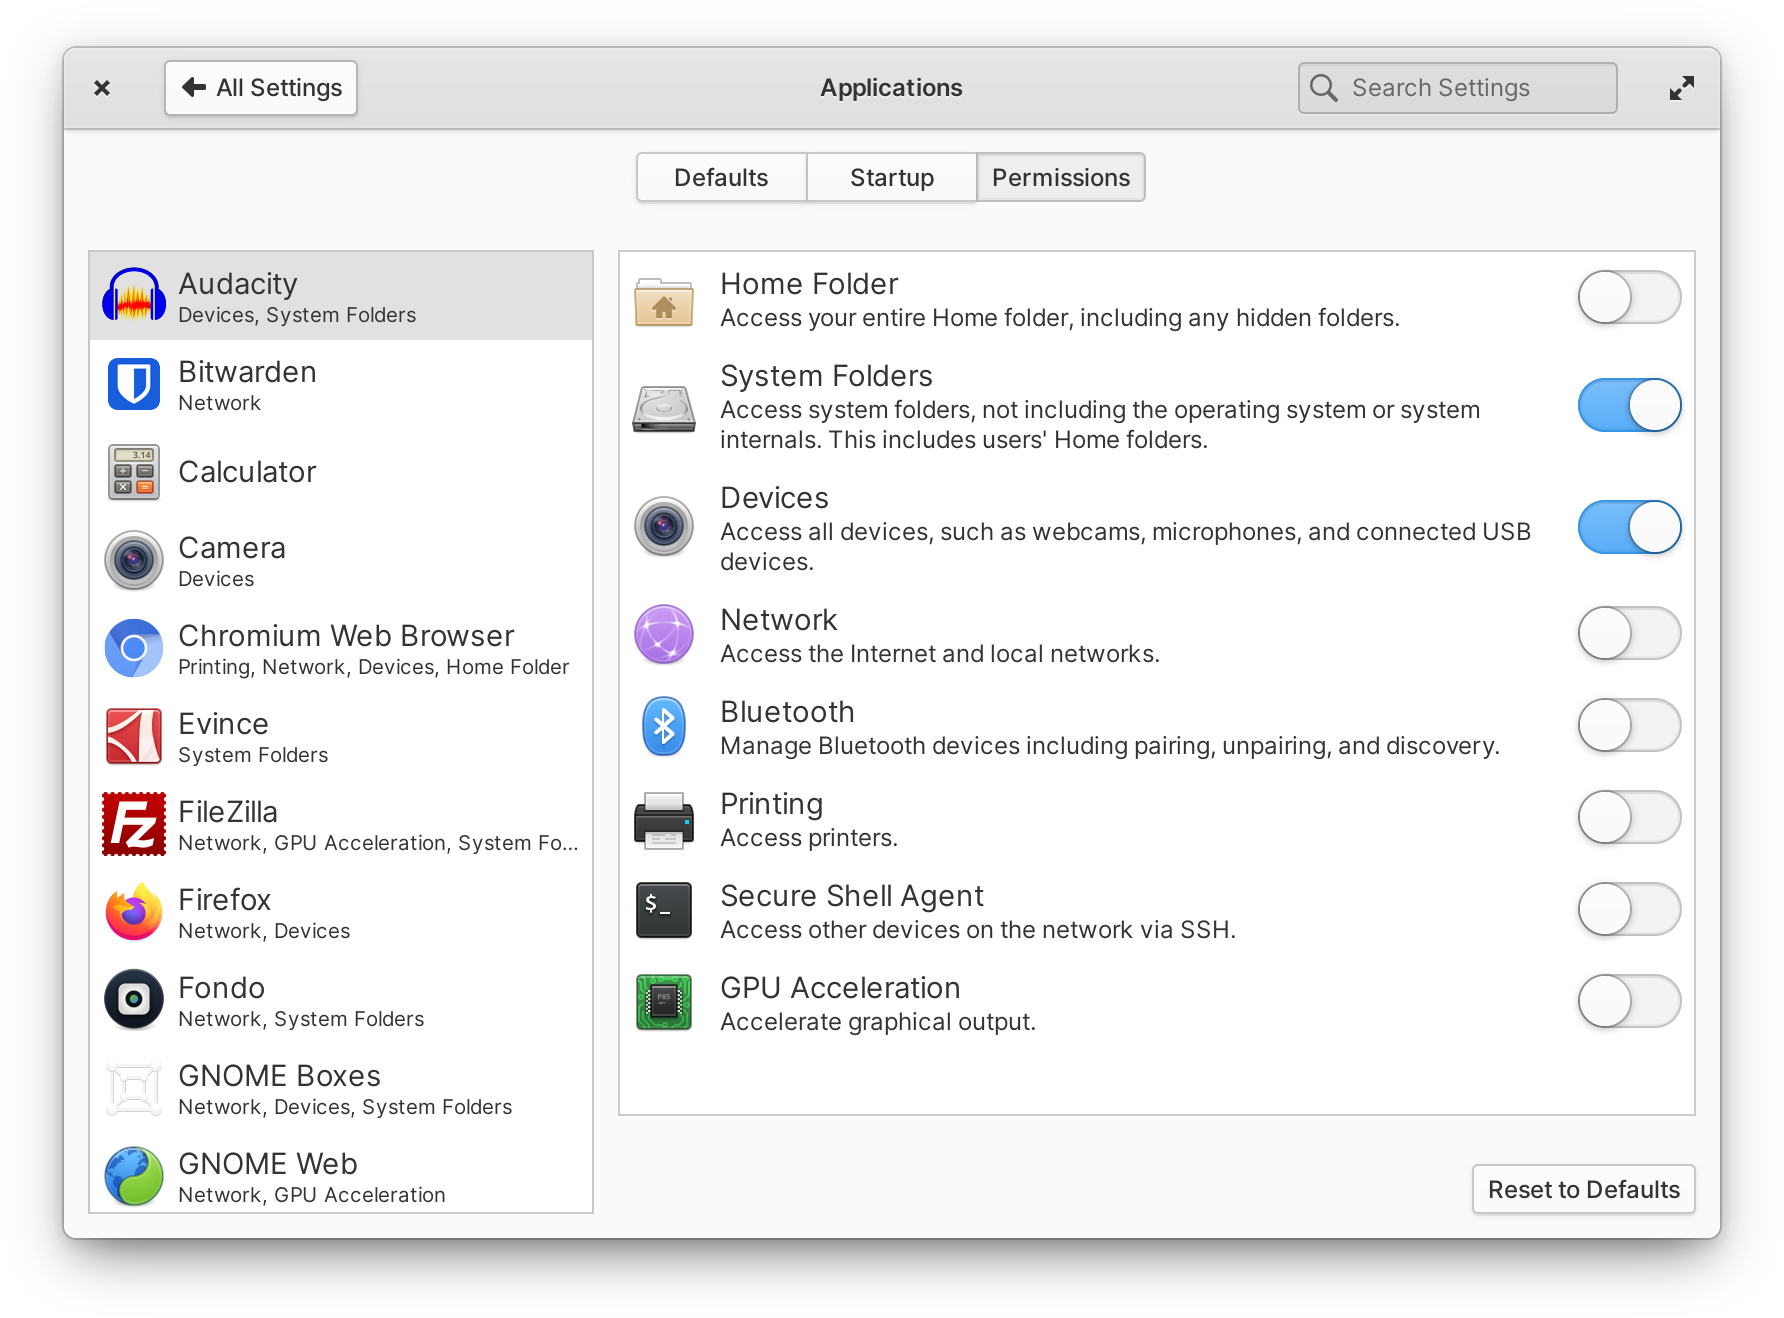 All Settings
Applications
Search Settings
Defaults
Startup
Permissions
Audacity
Devices, System Folders
Bitwarden
Network
3.14
Calculator
Camera
Devices
Chromium Web Browser
Printing, Network, Devices, Home Folder
Evince
System Folders
FileZilla
Network, GPU Acceleration, System Fo...
Fz
Firefox
Network, Devices
Fondo
Network, System Folders
GNOME Boxes
Network, Devices, System Folders
GNOME Web
Network, GPU Acceleration
Home Folder
Access your entire Home folder, including any hidden folders.
System Folders
Access system folders, not including the operating system or system
internals. This includes users' Home folders.
Devices
Access all devices, such as webcams, microphones, and connected USB
devices.
Network
Access the Internet and local networks.
Bluetooth
Manage Bluetooth devices including pairing, unpairing, and discovery.
Printing
Access printers.
$_
Secure Shell Agent
Access other devices on the network via SSH.
P85
GPU Acceleration
Accelerate graphical output.
Reset to Defaults